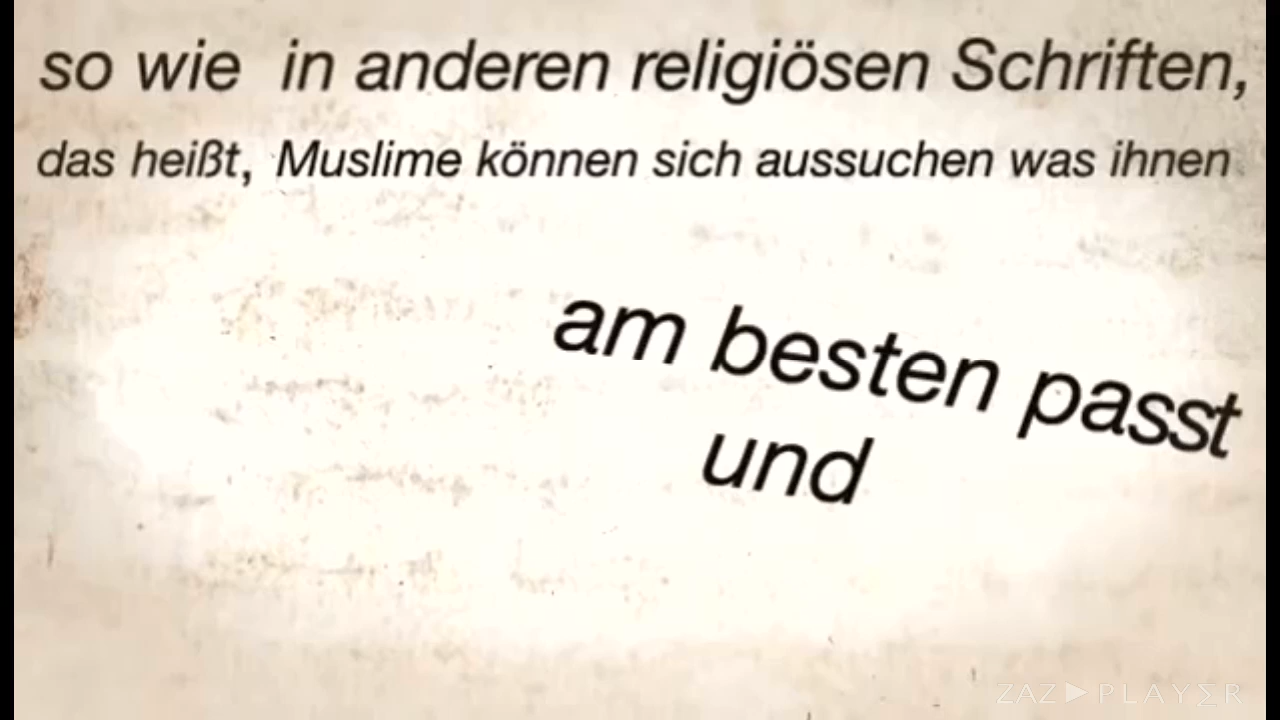 so wie in anderen religiösen Schriften,
das heißt, Muslime können sich aussuchen was ihnen
am besten passt
und
ZAZ▶PLAYΣR